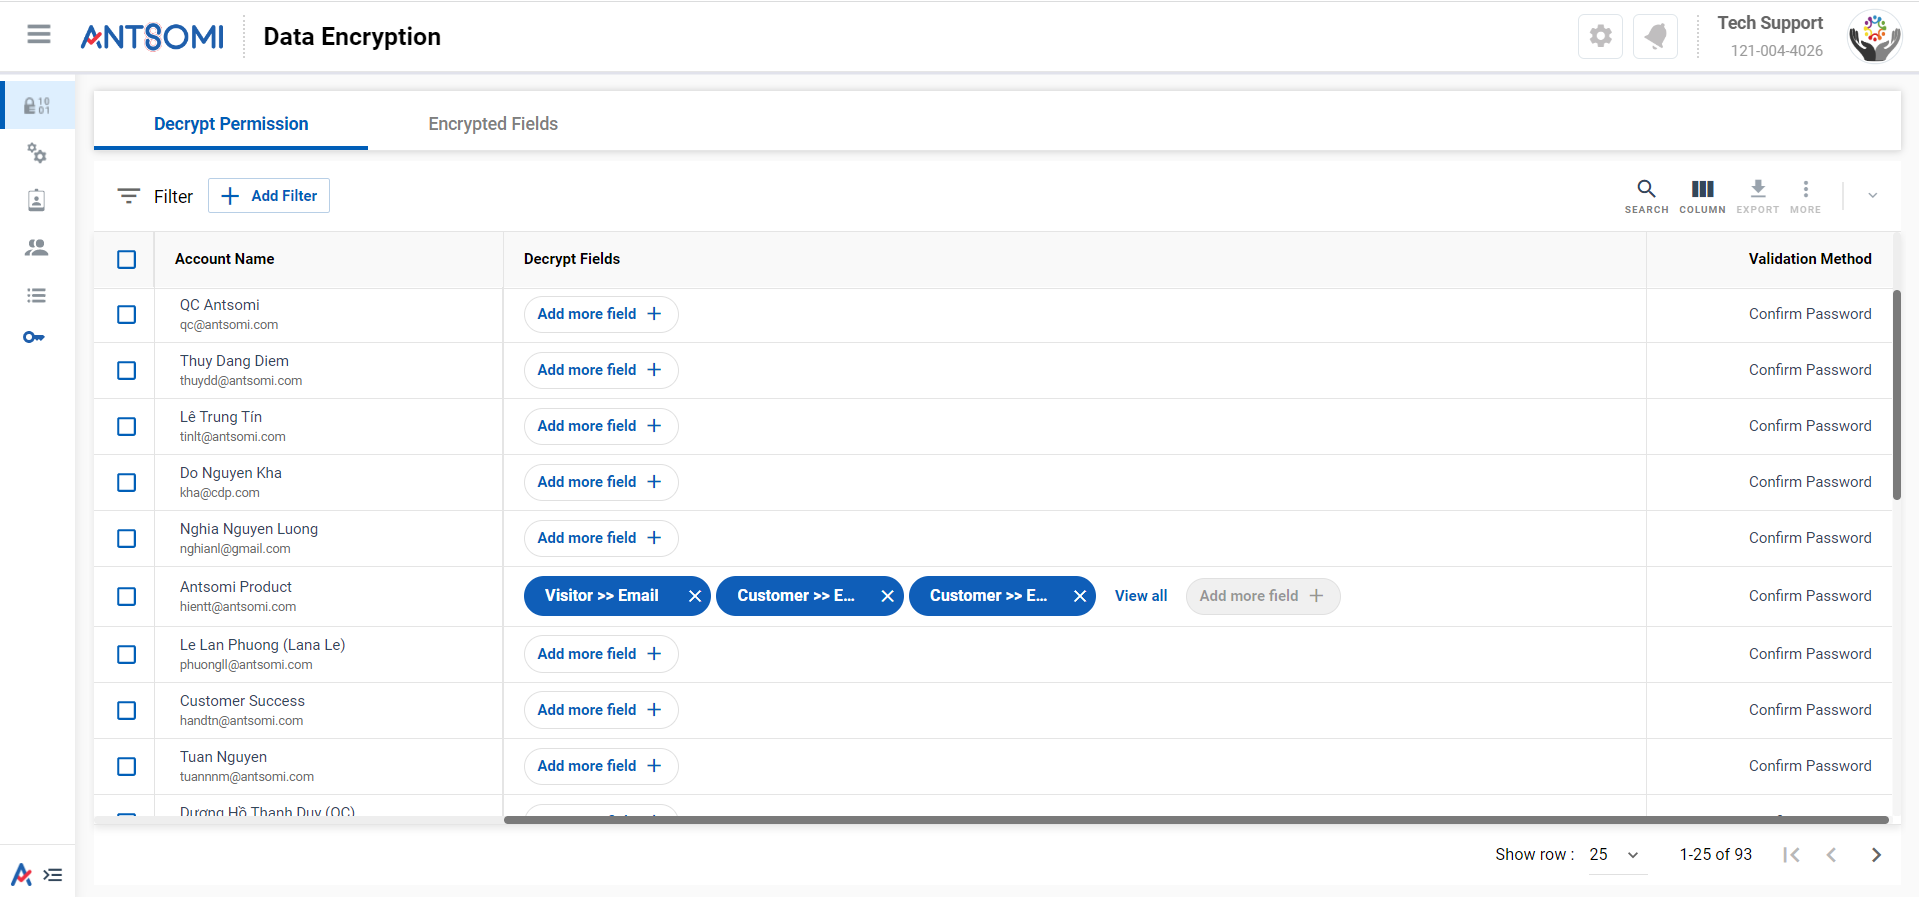 ANTSOMI
Data Encryption
Tech Support
121-004-4026
Decrypt Permission
Encrypted Fields
Filter
Add Filter
SEARCH
COLUMN
EXPORT
MORE
Account Name
Decrypt Fields
Validation Method
QC Antsomi
qc@antsomi.com
Add more field
Confirm Password
Thuy Dang Diem
thuydd@antsomi.com
Add more field
Confirm Password
Lê Trung Tín
tinlt@antsomi.com
Add more field
Confirm Password
Do Nguyen Kha
kha@cdp.com
Add more field
Confirm Password
Nghia Nguyen Luong
nghianl@gmail.com
Add more field
Confirm Password
Antsomi Product
hientt@antsomi.com
Visitor >> Email
Customer >> E...
Customer >> E...
View all
Add more field
Confirm Password
Le Lan Phuong (Lana Le)
phuongll@antsomi.com
Add more field
Confirm Password
Customer Success
handtn@antsomi.com
Add more field
Confirm Password
Tuan Nguyen
tuannnm@antsomi.com
Add more field
Confirm Password
Dương Hồ Thanh Duy (QC)
Show row :
25
1-25 of 93